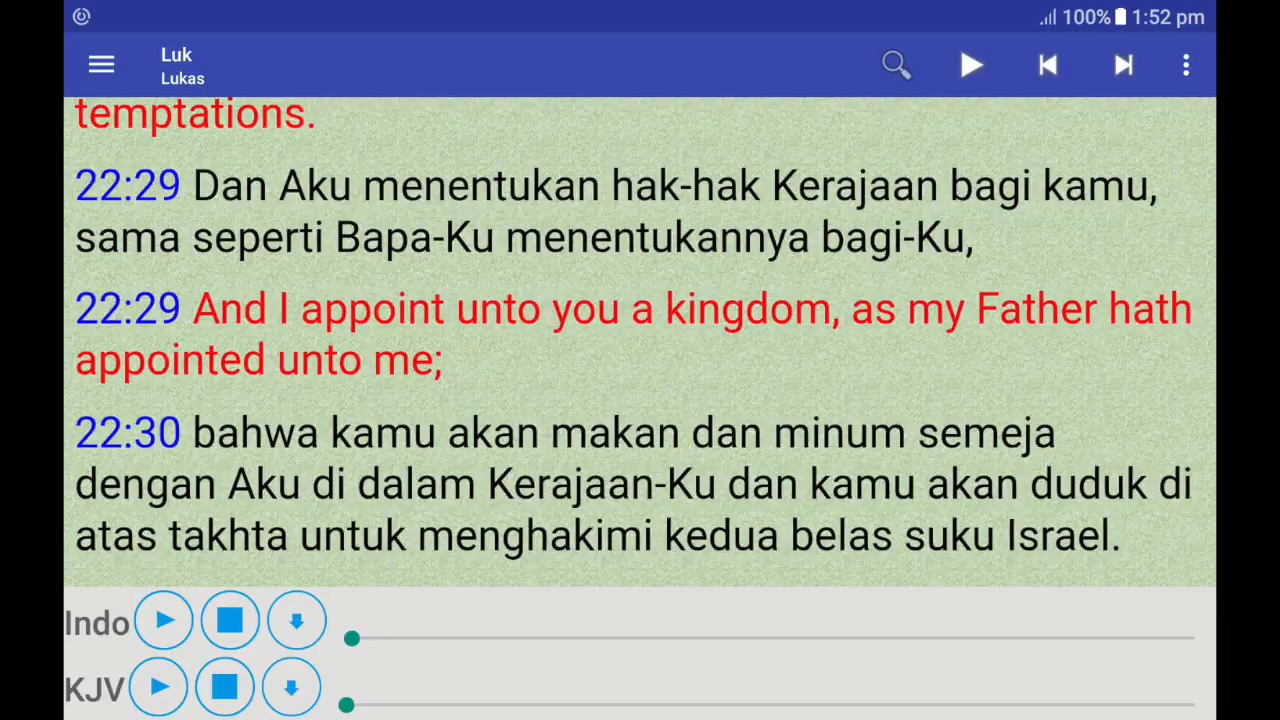 100% 1:52 pm
Luk
Lukas
temptations.
22:29 Dan Aku menentukan hak-hak Kerajaan bagi kamu,
sama seperti Bapa-Ku menentukannya bagi-Ku,
22:29 And I appoint unto you a kingdom, as my Father hath
appointed unto me;
22:30 bahwa kamu akan makan dan minum semeja
dengan Aku di dalam Kerajaan-Ku dan kamu akan duduk di
atas takhta untuk menghakimi kedua belas suku Israel.
Indo
KJV